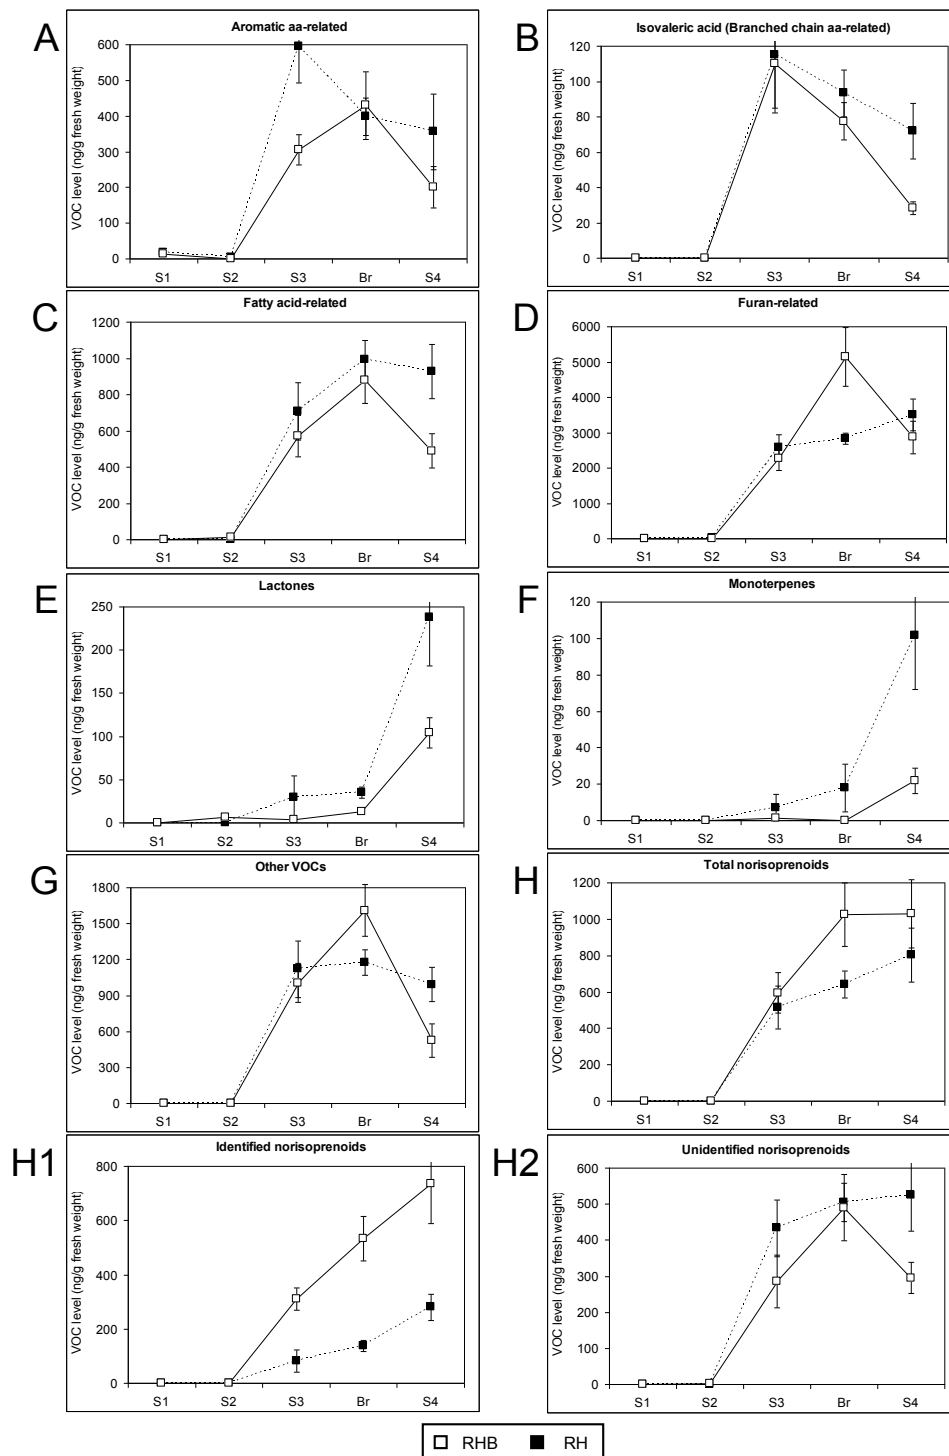 A
Aromatic aa-related
VOC level (ng/g fresh weight)
600
500
400
300
200
100
0
S1 S2 S3 Br S4
B
Isovaleric acid (Branched chain aa-related)
VOC level (ng/g fresh weight)
120
100
80
60
40
20
0
S1 S2 S3 Br S4
C
Fatty acid-related
VOC level (ng/g fresh weight)
1200
1000
800
600
400
200
0
S1 S2 S3 Br S4
D
Furan-related
VOC level (ng/g fresh weight)
6000
5000
4000
3000
2000
1000
0
S1 S2 S3 Br S4
E
Lactones
VOC level (ng/g fresh weight)
250
200
150
100
50
0
S1 S2 S3 Br S4
F
Monoterpenes
VOC level (ng/g fresh weight)
120
100
80
60
40
20
0
S1 S2 S3 Br S4
G
Other VOCs
VOC level (ng/g fresh weight)
1800
1500
1200
900
600
300
0
S1 S2 S3 Br S4
H
Total norisoprenoids
VOC level (ng/g fresh weight)
1200
1000
800
600
400
200
0
S1 S2 S3 Br S4
H1
Identified norisoprenoids
VOC level (ng/g fresh weight)
800
600
400
200
0
S1 S2 S3 Br S4
H2
Unidentified norisoprenoids
VOC level (ng/g fresh weight)
600
500
400
300
200
100
0
S1 S2 S3 Br S4
RHB RH